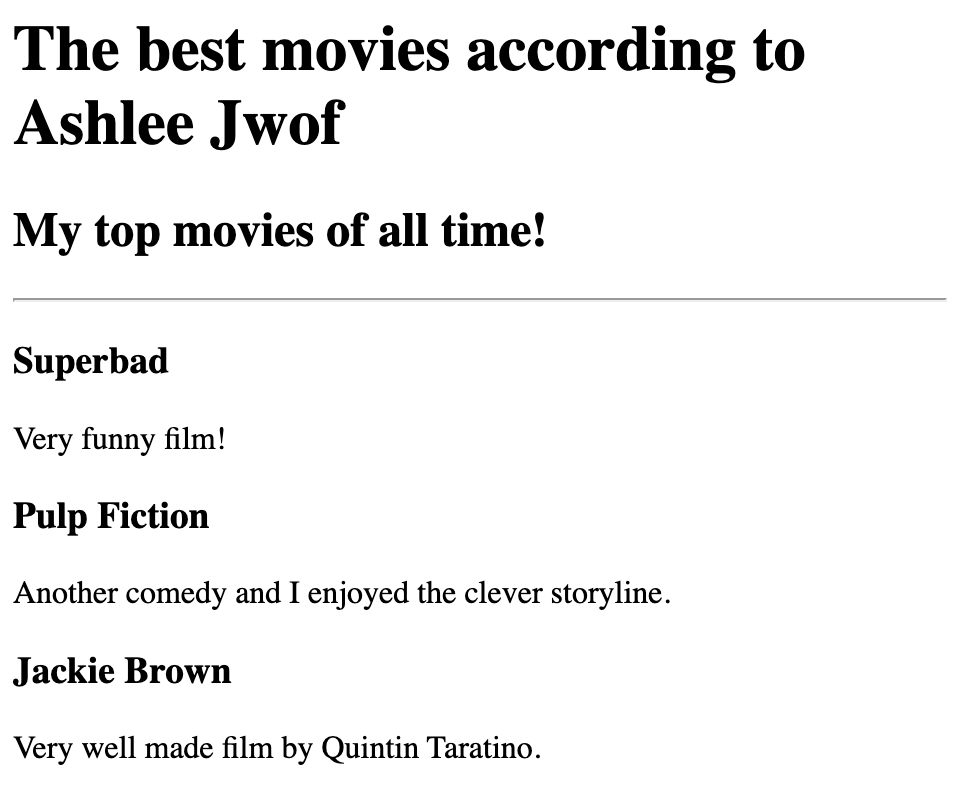 The best movies according to
Ashlee Jwof
My top movies of all time!
Superbad
Very funny film!
Pulp Fiction
Another comedy and I enjoyed the clever storyline.
Jackie Brown
Very well made film by Quintin Taratino.